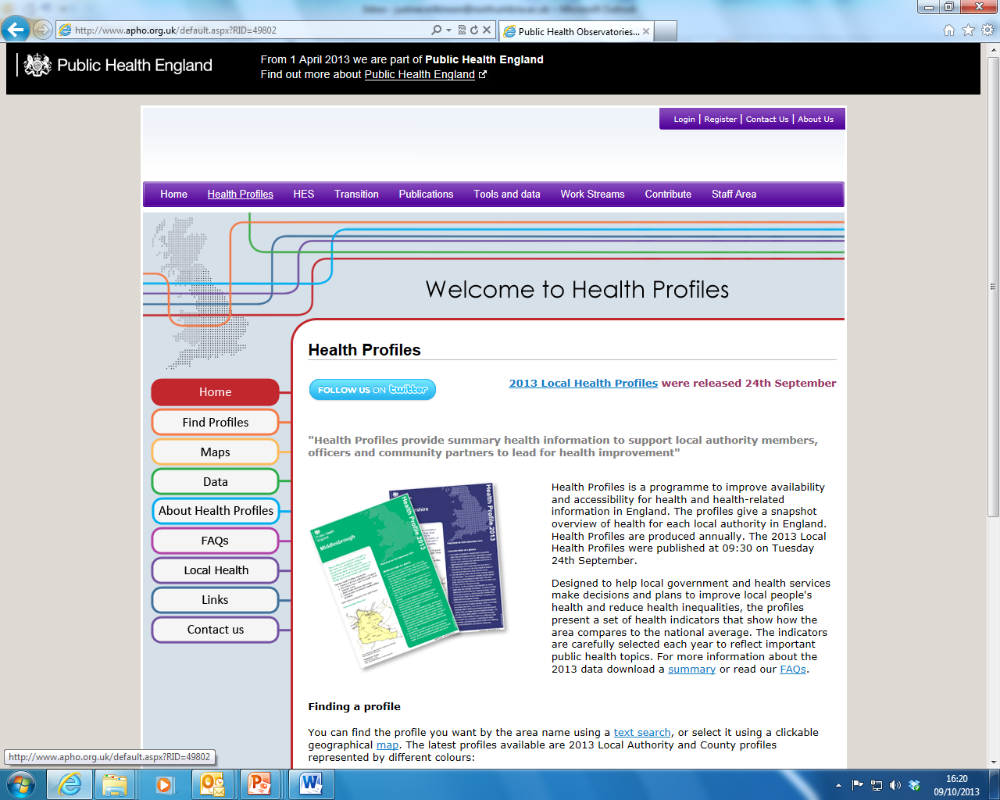 http://www.apho.org.uk/default.aspx?RID=49802
Public Health Observatories...
Public Health England
From 1 April 2013 we are part of Public Health England
Find out more about Public Health England
Login | Register | Contact Us | About Us
Home Health Profiles HES Transition Publications Tools and data Work Streams Contribute Staff Area
Welcome to Health Profiles
Home
Find Profiles
Maps
Data
About Health Profiles
FAQs
Local Health
Links
Contact us
Health Profiles
FOLLOW US ON twitter
2013 Local Health Profiles were released 24th September
"Health Profiles provide summary health information to support local authority members,
officers and community partners to lead for health improvement"
Health Profile 2013
Middlesbrough
Health Profile 2013
Health Profiles is a programme to improve availability
and accessibility for health and health-related
information in England. The profiles give a snapshot
overview of health for each local authority in England.
Health Profiles are produced annually. The 2013 Local
Health Profiles were published at 09:30 on Tuesday
24th September.
Designed to help local government and health services
make decisions and plans to improve local people's
health and reduce health inequalities, the profiles
present a set of health indicators that show how the
area compares to the national average. The indicators
are carefully selected each year to reflect important
public health topics. For more information about the
2013 data download a summary or read our FAQs.
Finding a profile
You can find the profile you want by the area name using a text search, or select it using a clickable
geographical map. The latest profiles available are 2013 Local Authority and County profiles
represented by different colours:
http://www.apho.org.uk/default.aspx?RID=49802
16:20
09/10/2013